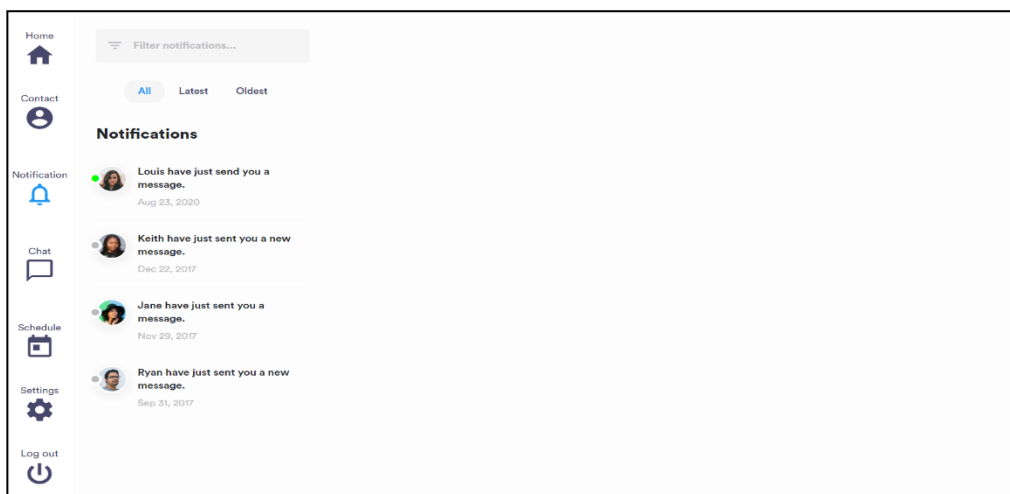 Home
Contact
Notification
Chat
Schedule
Settings
Log out
Filter notifications...
All Latest Oldest
Notifications
Louis have just send you a
message.
Aug 23, 2020
Keith have just sent you a new
message.
Dec 22, 2017
Jane have just sent you a
message.
Nov 29, 2017
Ryan have just sent you a new
message.
Sep 31, 2017